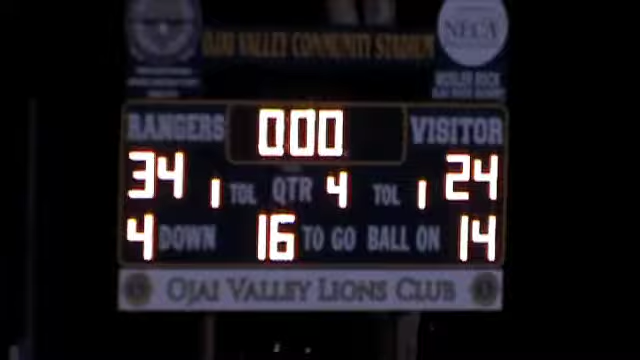 OJAI VALLEY COMMUNITY STADIUM
NFCA
RANGERS 0:00 VISITOR
34 1 TOL QTR 4 TOL 1 24
4 DOWN 16 TO GO BALL ON 14
OJAI VALLEY LIONS CLUB